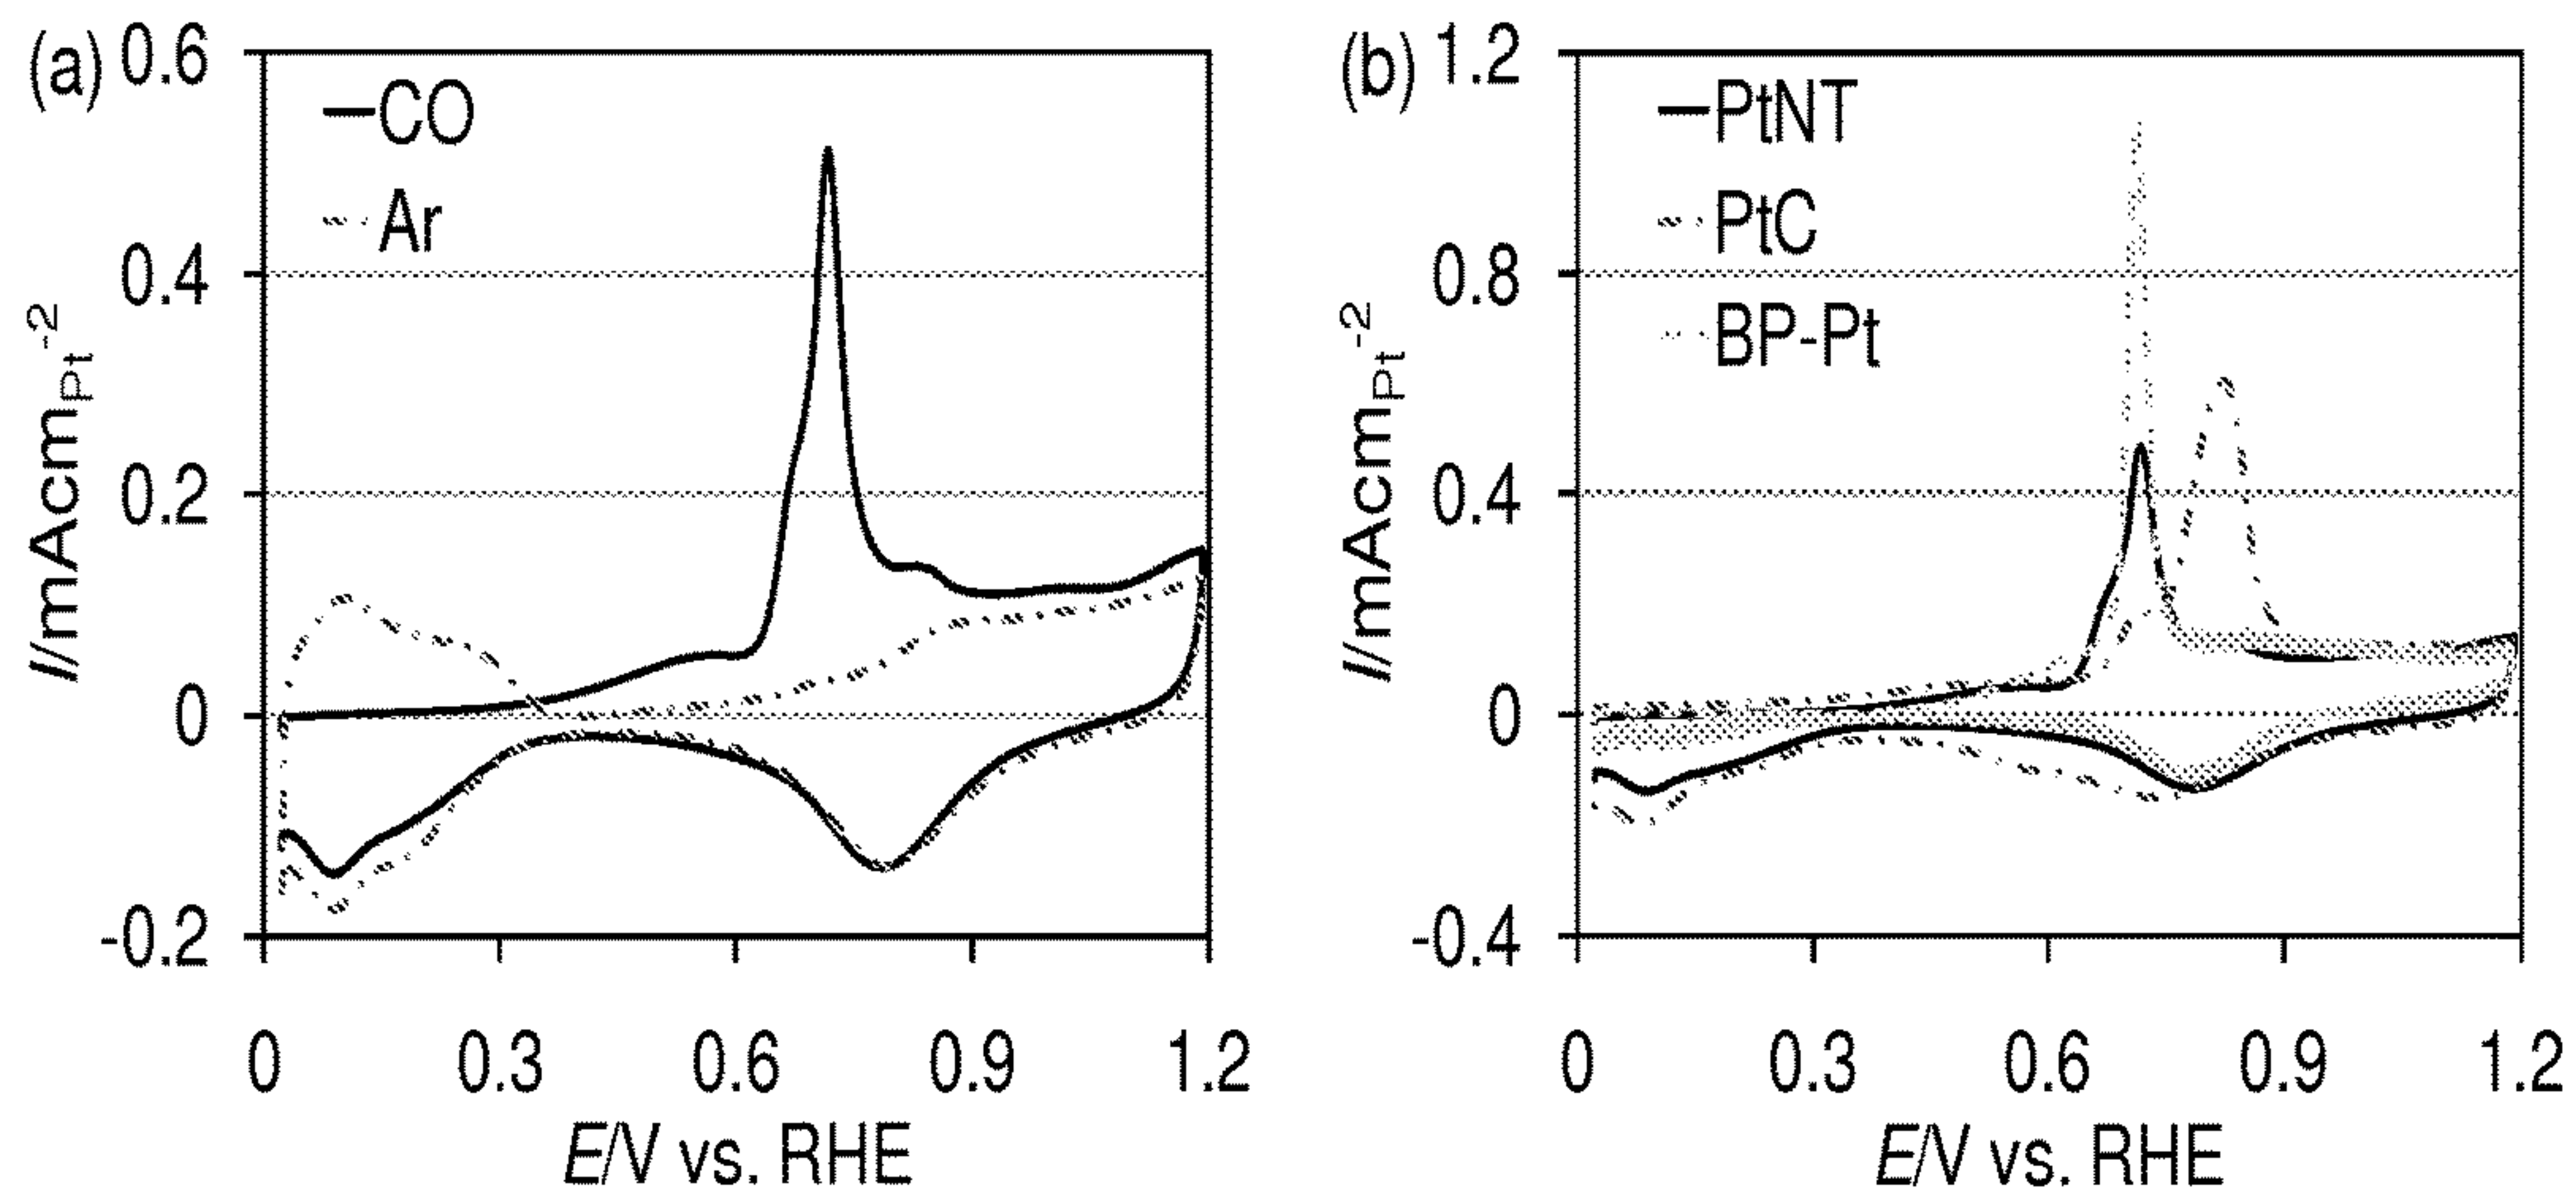 (a)
0.6
0.4
0.2
0
-0.2
I/mAcmPt-2
CO
Ar
0 0.3 0.6 0.9 1.2
E/V vs. RHE
(b)
1.2
0.8
0.4
0
-0.4
I/mAcmPt-2
PtNT
PtC
BP-Pt
0 0.3 0.6 0.9 1.2
E/V vs. RHE